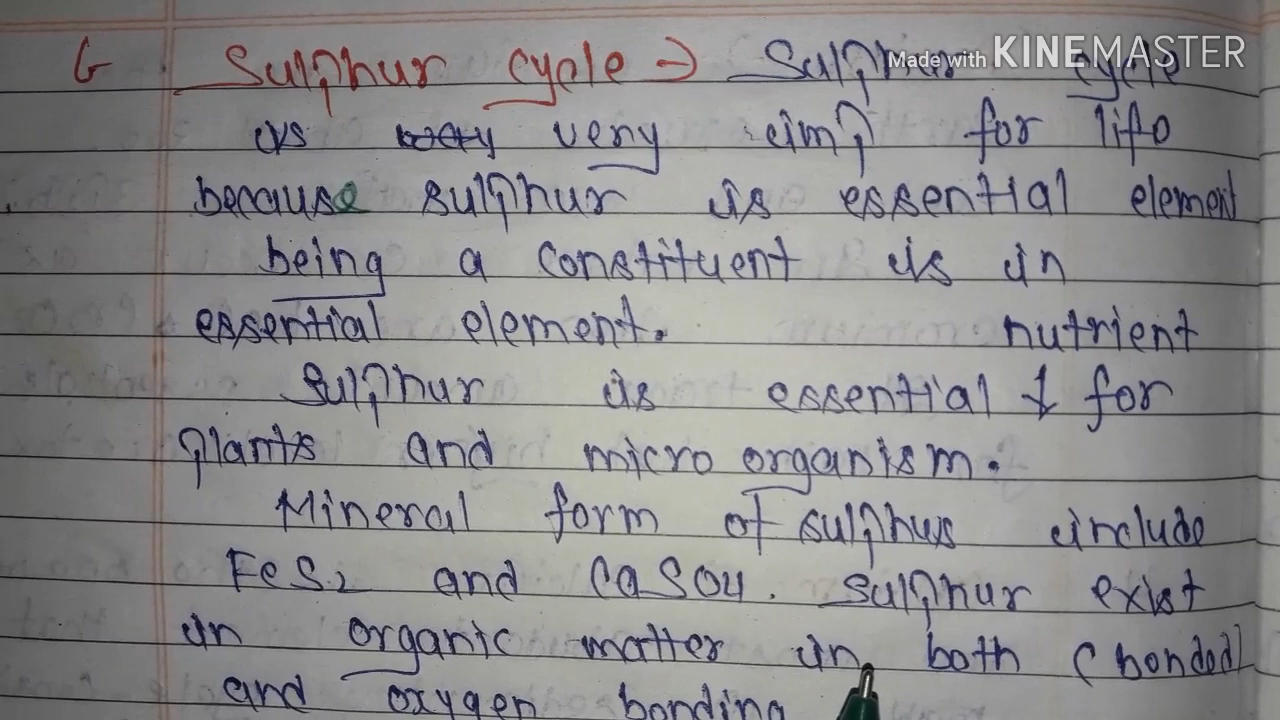 G Sulphur cycle → Sulphur cycle
Made with KINEMASTER
is very very imp for life
because sulphur is essential element
being a constituent is in
essential element. nutrient
Sulphur is essential for
plants and micro organism.
Mineral form of sulphur include
FeS2 and CaSO4. Sulphur exist
in organic matter in both (bonded)
and oxygen bonding